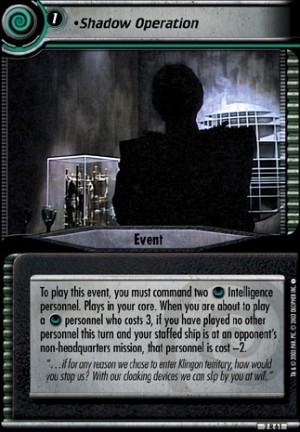 1
•Shadow Operation
Event
To play this event, you must command two Intelligence
personnel. Plays in your core. When you are about to play
a personnel who costs 3, if you have played no other
personnel this turn and your staffed ship is at an opponent's
non-headquarters mission, that personnel is cost -2.
"…if for any reason we chose to enter Klingon territory, how would
you stop us? With our cloaking devices we can slip by you at will."
2 R 61